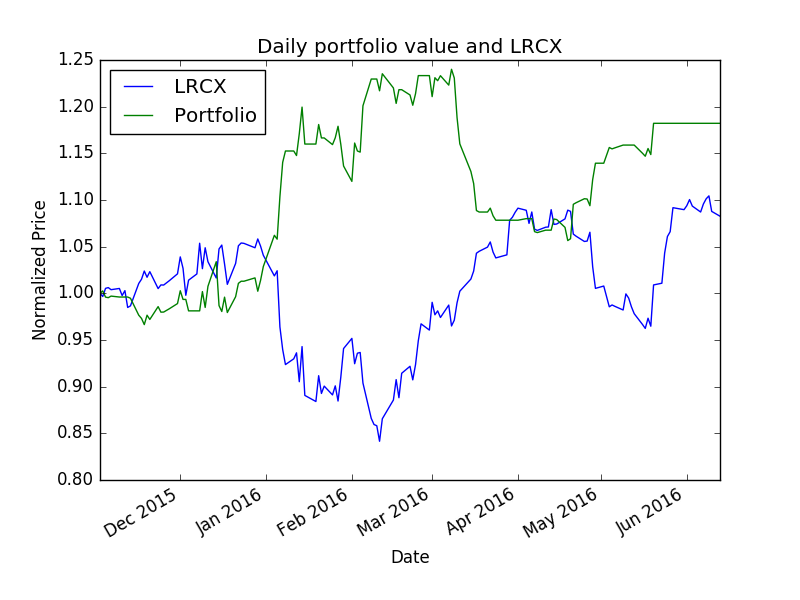 Daily portfolio value and LRCX
1.25
1.20
1.15
1.10
1.05
1.00
0.95
0.90
0.85
0.80
LRCX
Portfolio
Normalized Price
Dec 2015
Jan 2016
Feb 2016
Mar 2016
Apr 2016
May 2016
Jun 2016
Date